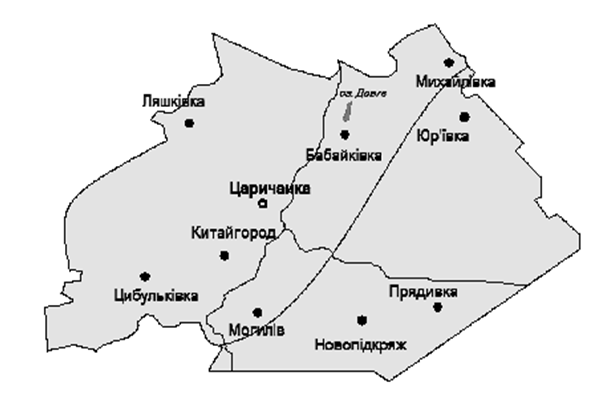 Михайлівка
оз. Довге
Ляшківка
Юр'ївка
Бабайківка
Царичанка
Китайгород
Прядивка
Цибульківка
Могилів
Новопідкряж